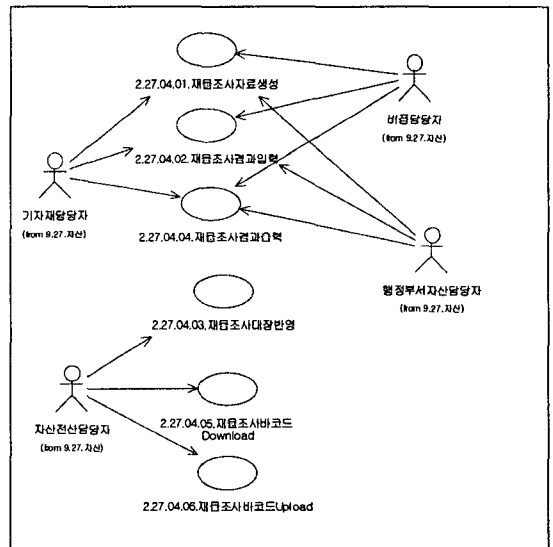 2.27.04.01.재물조사자료생성
비품담당자
(from 9.27.자산)
2.27.04.02.재물조사결과입력
기자재담당자
(from 9.27.자산)
2.27.04.04.재물조사결과출력
행정부서자산담당자
(from 9.27.자산)
2.27.04.03.재물조사대장반영
자산전산담당자
(from 9.27.자산)
2.27.04.05.재물조사바코드
Download
2.27.04.06.재물조사바코드Upload